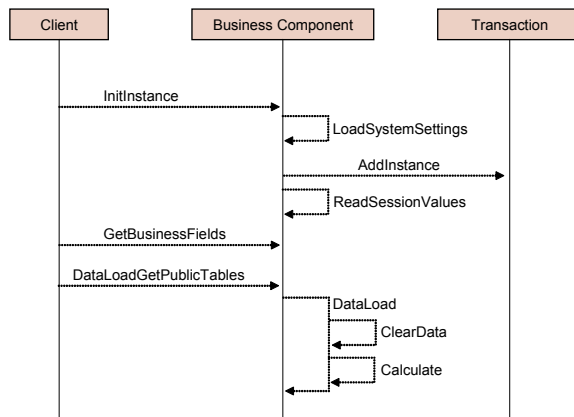 Client
Business Component
Transaction
InitInstance
LoadSystemSettings
AddInstance
ReadSessionValues
GetBusinessFields
DataLoadGetPublicTables
DataLoad
ClearData
Calculate